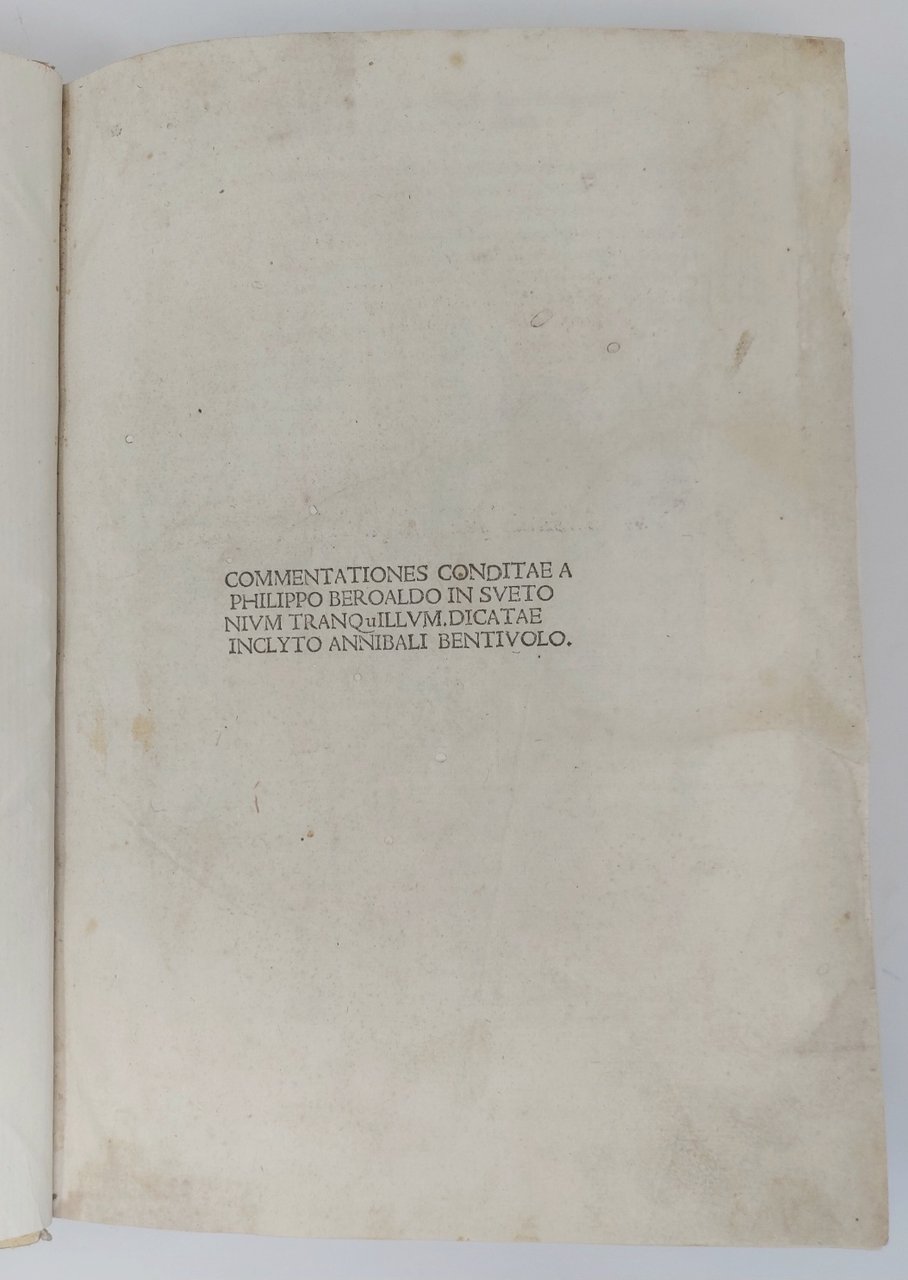 COMMENTATIONES CONDITAE A
PHILIPPO BEROALDO IN SVETO
NIVM TRANQuILLVM.DICATAE
INCLYTO ANNIBALI BENTIVOLO.